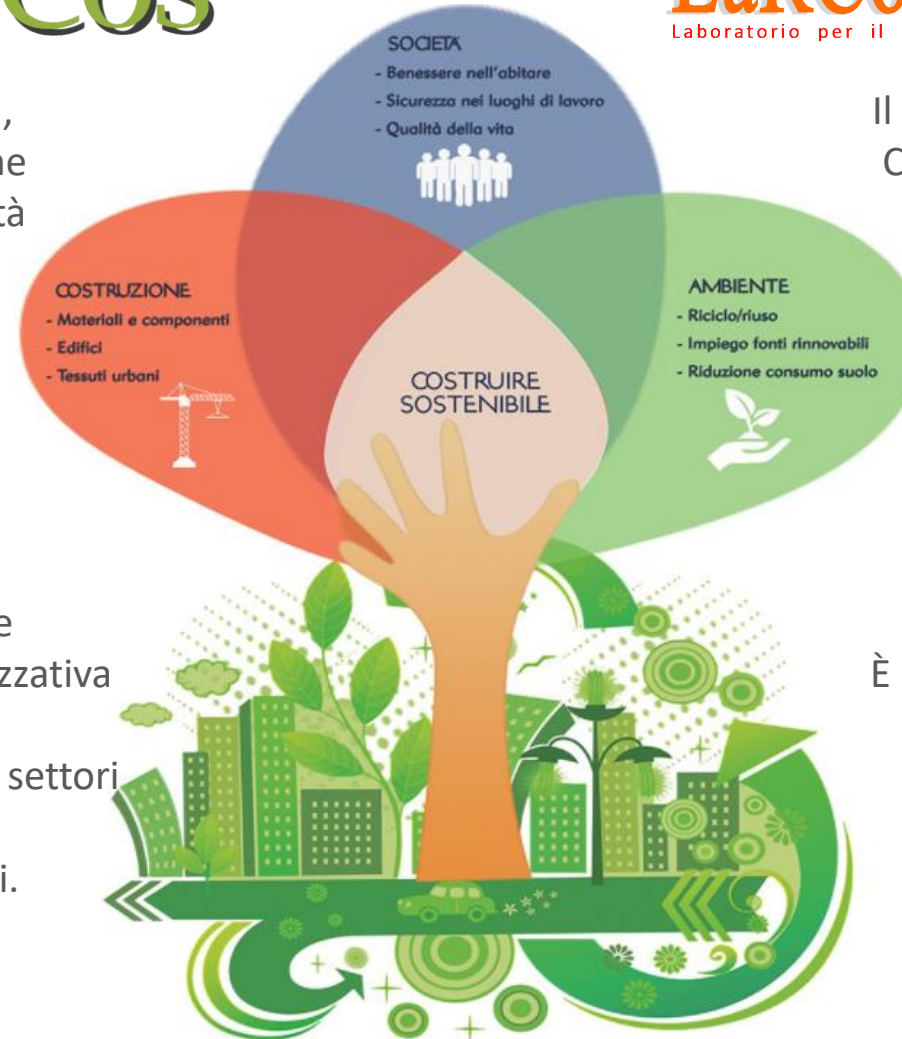 SOCIETÀ
- Benessere nell'abitare
- Sicurezza nei luoghi di lavoro
- Qualità della vita
COSTRUZIONE
- Materiali e componenti
- Edifici
- Tessuti urbani
AMBIENTE
- Riciclo/riuso
- Impiego fonti rinnovabili
- Riduzione consumo suolo
COSTRUIRE
SOSTENIBILE
Laboratorio per il
Il
È
zzativa
settori
i.